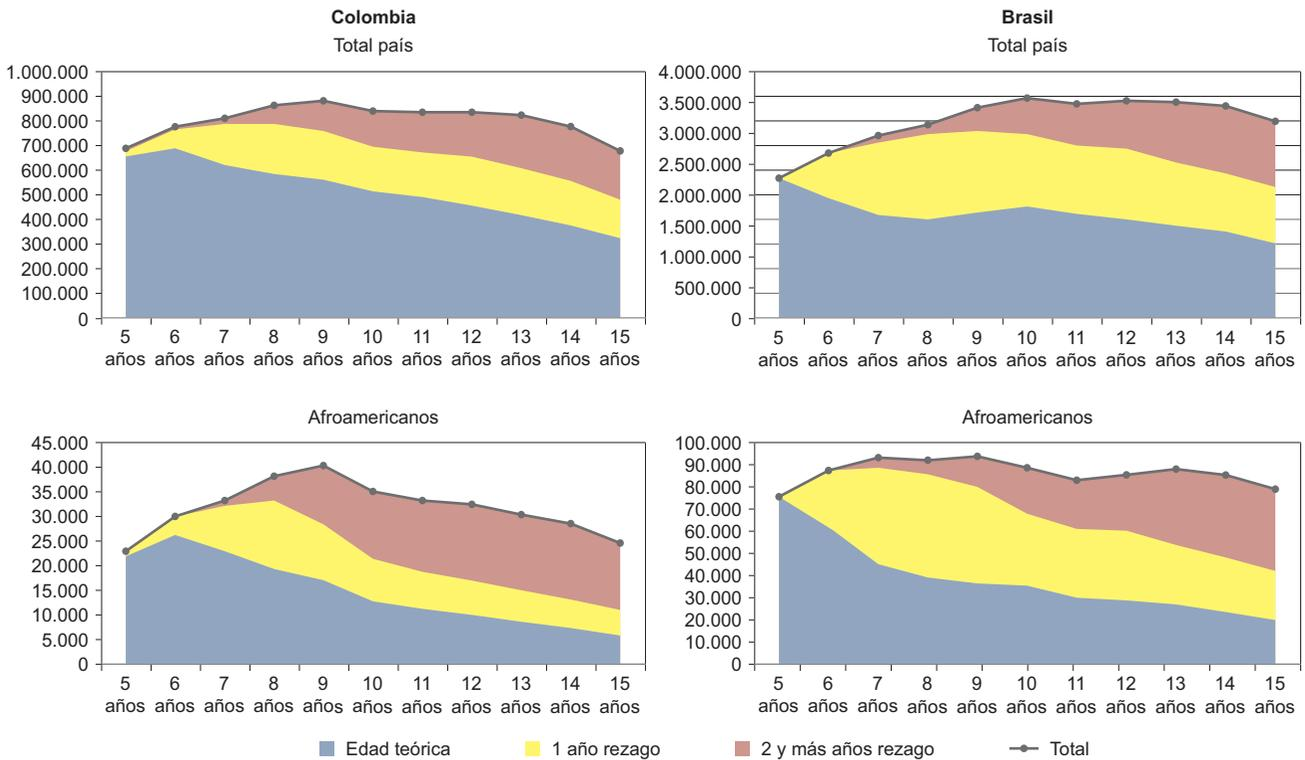 Colombia
Total país
1.000.000
900.000
800.000
700.000
600.000
500.000
400.000
300.000
200.000
100.000
0
5 6 7 8 9 10 11 12 13 14 15
años años años años años años años años años años años
Brasil
Total país
4.000.000
3.500.000
3.000.000
2.500.000
2.000.000
1.500.000
1.000.000
500.000
0
5 6 7 8 9 10 11 12 13 14 15
años años años años años años años años años años años
Afroamericanos
45.000
40.000
35.000
30.000
25.000
20.000
15.000
10.000
5.000
0
5 6 7 8 9 10 11 12 13 14 15
años años años años años años años años años años años
Afroamericanos
100.000
90.000
80.000
70.000
60.000
50.000
40.000
30.000
20.000
10.000
0
5 6 7 8 9 10 11 12 13 14 15
años años años años años años años años años años años
Edad teórica 1 año rezago 2 y más años rezago Total